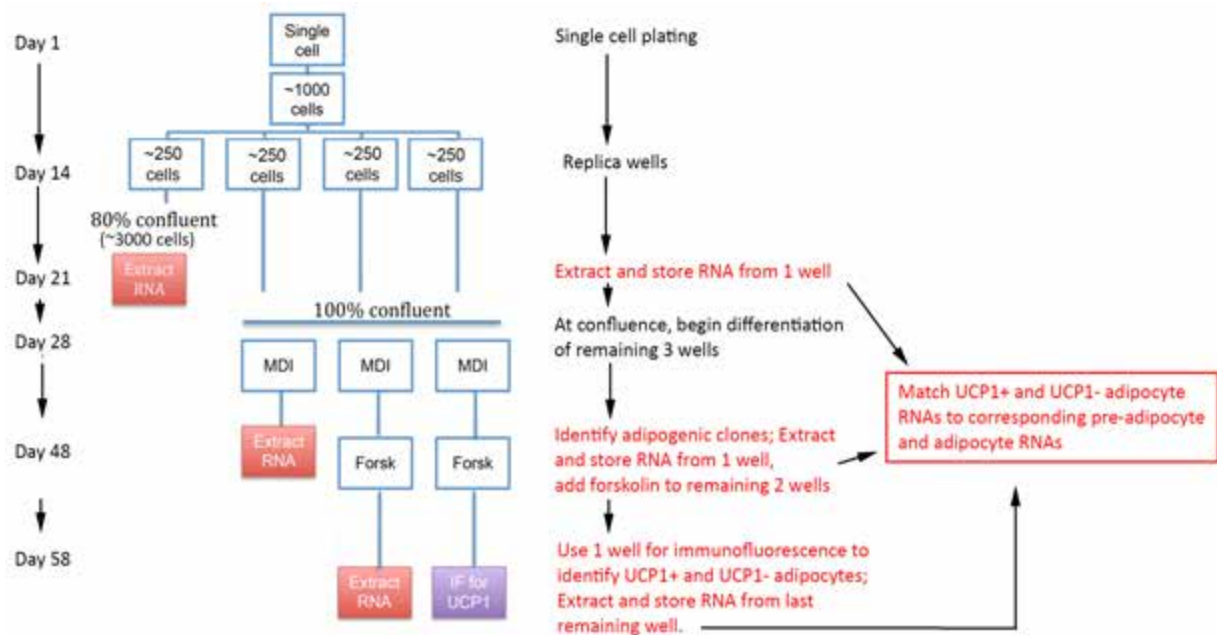 Day 1
Single
cell
Single cell plating
~1000
cells
Day 14
~250
cells
~250
cells
~250
cells
~250
cells
Replica wells
80% confluent
(~3000 cells)
Day 21
Extract
RNA
Extract and store RNA from 1 well
100% confluent
Day 28
MDI
MDI
MDI
At confluence, begin differentiation
of remaining 3 wells
Match UCP1+ and UCP1- adipocyte
RNAs to corresponding pre-adipocyte
and adipocyte RNAs
Day 48
Extract
RNA
Forsk
Forsk
Identify adipogenic clones; Extract
and store RNA from 1 well,
add forskolin to remaining 2 wells
Day 58
Extract
RNA
IF for
UCP1
Use 1 well for immunofluorescence to
identify UCP1+ and UCP1- adipocytes;
Extract and store RNA from last
remaining well.